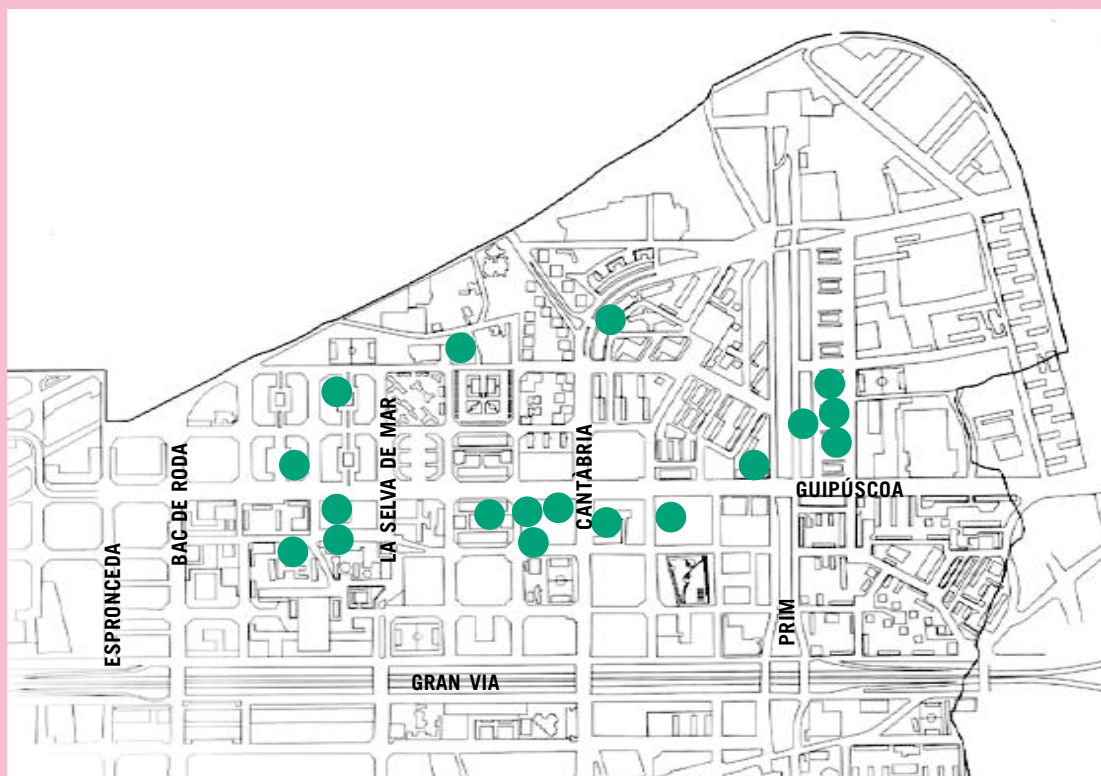 ESPRONCEDA
BAC DE RODA
LA SELVA DE MAR
CANTÀBRIA
GUIPÚSCOA
PRIM
GRAN VIA